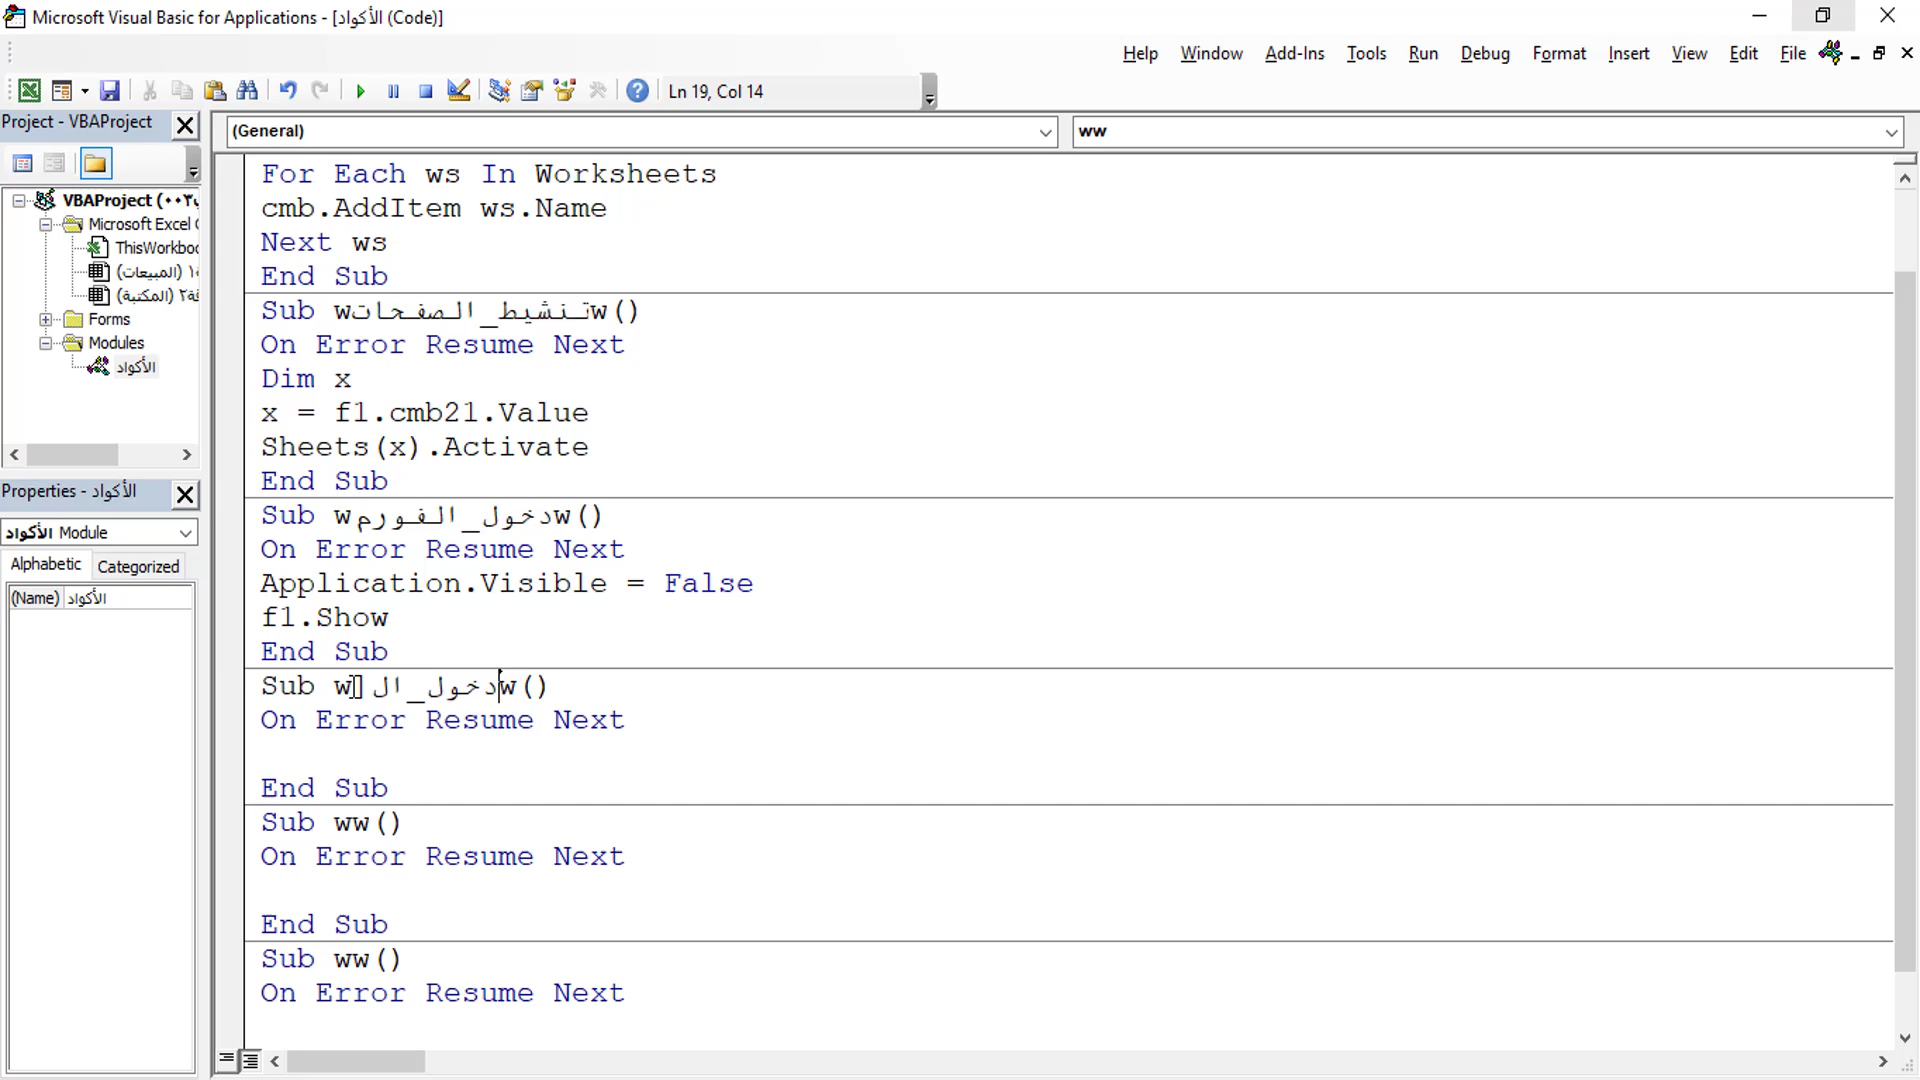 Microsoft Visual Basic for Applications - [الأكواد (Code)]
Help Window Add-Ins Tools Run Debug Format Insert View Edit File
Ln 19, Col 14
Project - VBAProject
(General)
ww
VBAProject (٠٠٣
Microsoft Excel
ThisWorkbo
(المبيعات)
(المكتبة)
Forms
Modules
الأكواد
Properties - الأكواد
الأكواد Module
Alphabetic Categorized
(Name) الأكواد
For Each ws In Worksheets
cmb.AddItem ws.Name
Next ws
End Sub
Sub wتنشيط_الصفحاتw()
On Error Resume Next
Dim x
x = f1.cmb21.Value
Sheets(x).Activate
End Sub
Sub wدخول_الفورمw()
On Error Resume Next
Application.Visible = False
f1.Show
End Sub
Sub wدخول_الw()
On Error Resume Next
End Sub
Sub ww()
On Error Resume Next
End Sub
Sub ww()
On Error Resume Next